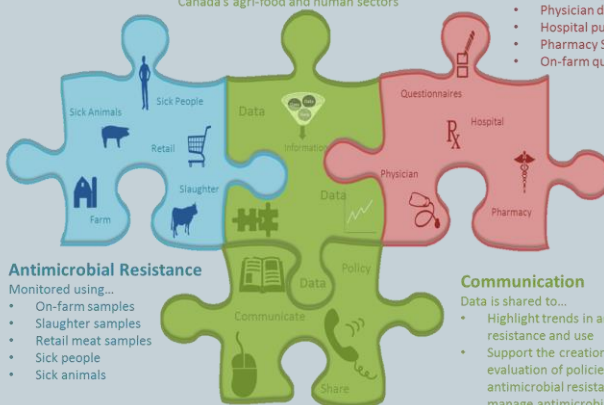 Canada's agri-food and human sectors
• Physician d
• Hospital pu
• Pharmacy S
• On-farm qu
Sick People
Sick Animals
Retail
Slaughter
Farm
Data
Data
Information
Data
Questionnaires
Hospital
Rx
Physician
Pharmacy
Policy
Data
Communicate
Share
Antimicrobial Resistance
Monitored using...
• On-farm samples
• Slaughter samples
• Retail meat samples
• Sick people
• Sick animals
Communication
Data is shared to...
• Highlight trends in a
resistance and use
• Support the creation
evaluation of policie
antimicrobial resista
manage antimicrobi